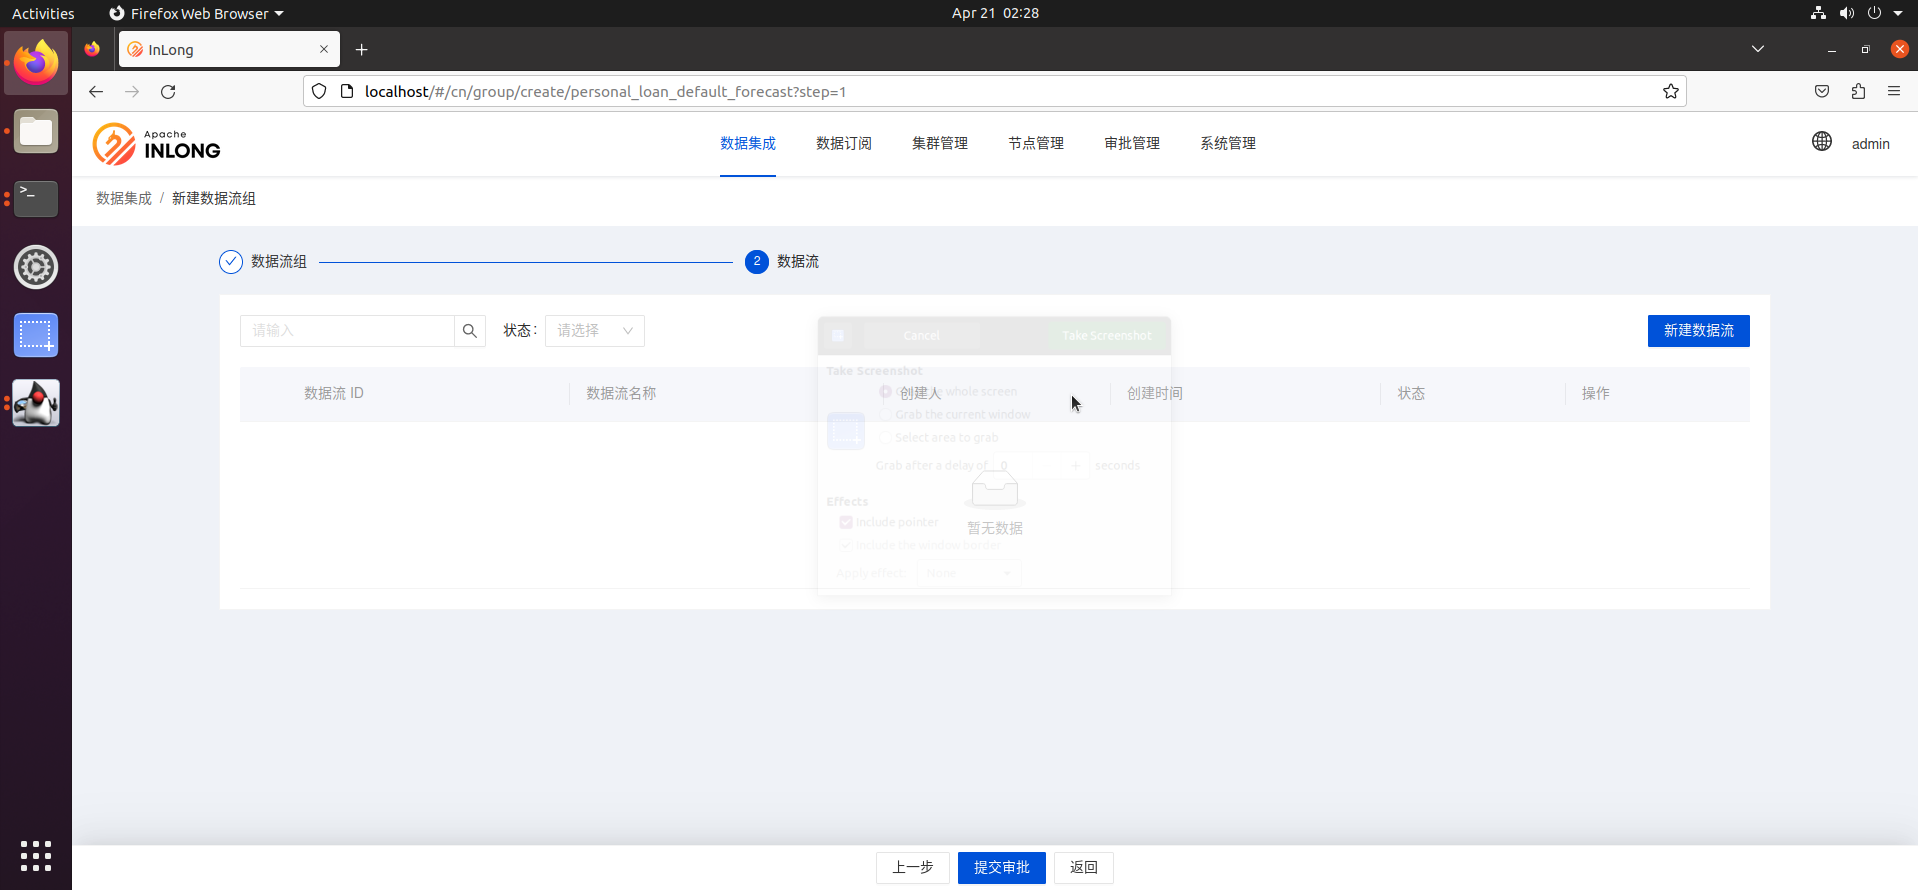 Activities
Firefox Web Browser
Apr 21 02:28
InLong
localhost/#/cn/group/create/personal_loan_default_forecast?step=1
Apache
INLONG
数据集成
数据订阅
集群管理
节点管理
审批管理
系统管理
admin
数据集成 / 新建数据流组
数据流组
2 数据流
请输入
状态：
请选择
Cancel
Take Screenshot
新建数据流
Take Screenshot
数据流 ID
数据流名称
创建人
创建时间
状态
操作
whole screen
Grab the current window
Select area to grab
Grab after a delay of 0 + seconds
Effects
Include pointer
暂无数据
Include the window border
Apply effect: None
上一步
提交审批
返回